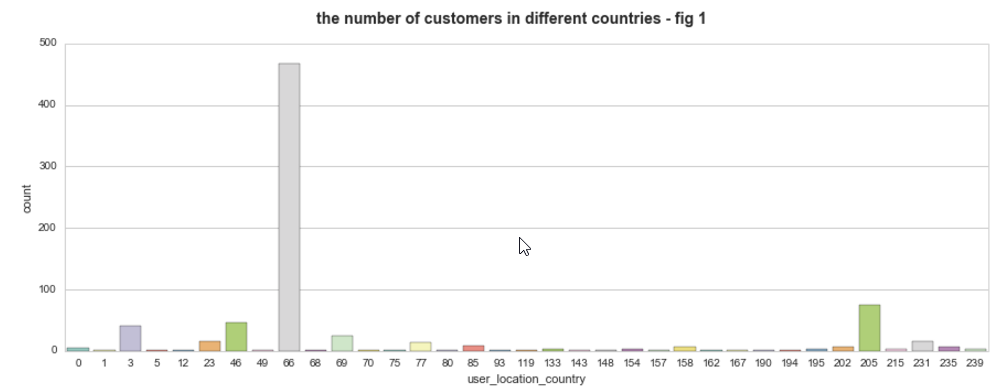 the number of customers in different countries - fig 1
500
400
300
200
100
0
count
0 1 3 5 12 23 46 49 66 68 69 70 75 77 80 85 93 119 133 143 148 154 157 158 162 167 190 194 195 202 205 215 231 235 239
user_location_country